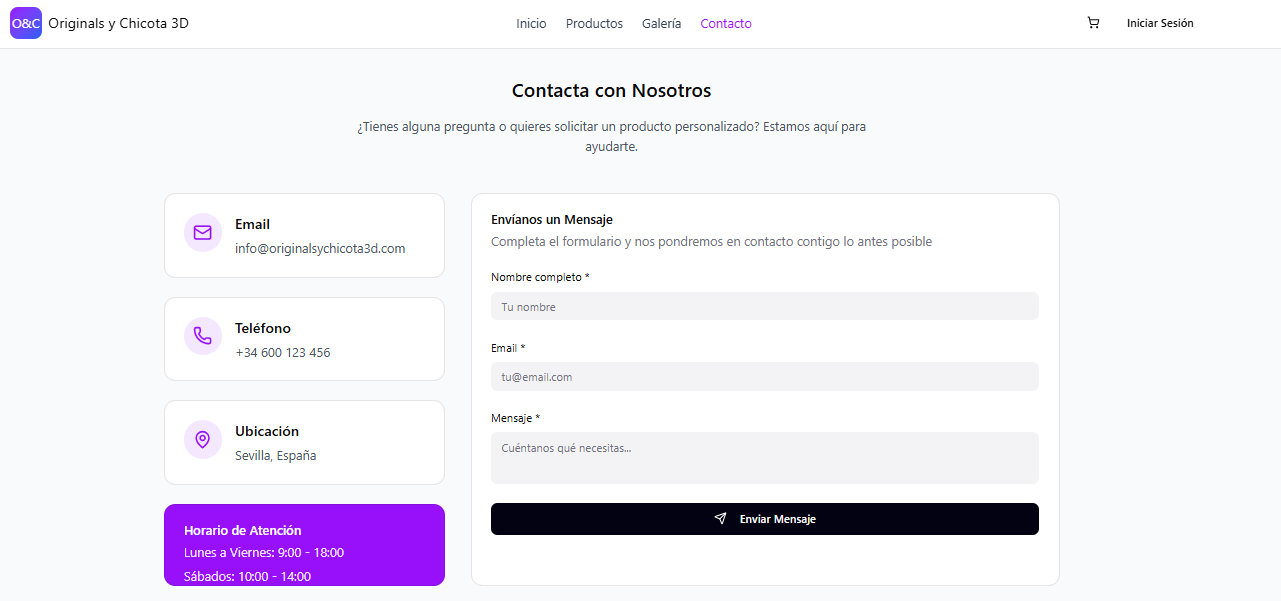 O&C Originals y Chicota 3D
Inicio Productos Galería Contacto
Iniciar Sesión
Contacta con Nosotros
¿Tienes alguna pregunta o quieres solicitar un producto personalizado? Estamos aquí para
ayudarte.
Email
info@originalsychicota3d.com
Teléfono
+34 600 123 456
Ubicación
Sevilla, España
Horario de Atención
Lunes a Viernes: 9:00 - 18:00
Sábados: 10:00 - 14:00
Envíanos un Mensaje
Completa el formulario y nos pondremos en contacto contigo lo antes posible
Nombre completo *
Tu nombre
Email *
tu@email.com
Mensaje *
Cuéntanos qué necesitas...
Enviar Mensaje